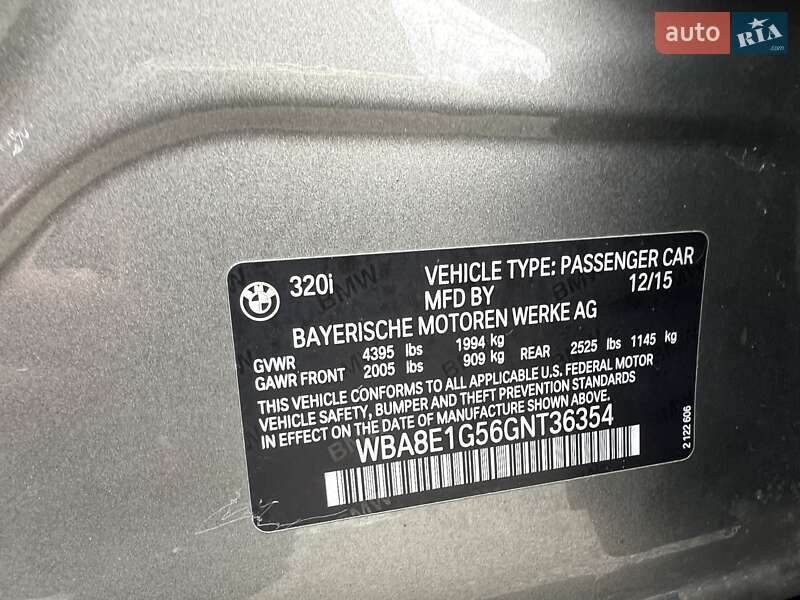 auto RIA.com
320i VEHICLE TYPE: PASSENGER CAR
MFD BY 12/15
BAYERISCHE MOTOREN WERKE AG
GVWR 4395 lbs 1994 kg
GAWR FRONT 2005 lbs 909 kg REAR 2525 lbs 1145 kg
THIS VEHICLE CONFORMS TO ALL APPLICABLE U.S. FEDERAL MOTOR
VEHICLE SAFETY, BUMPER AND THEFT PREVENTION STANDARDS
IN EFFECT ON THE DATE OF MANUFACTURE SHOWN ABOVE.
WBA8E1G56GNT36354
2 122 606